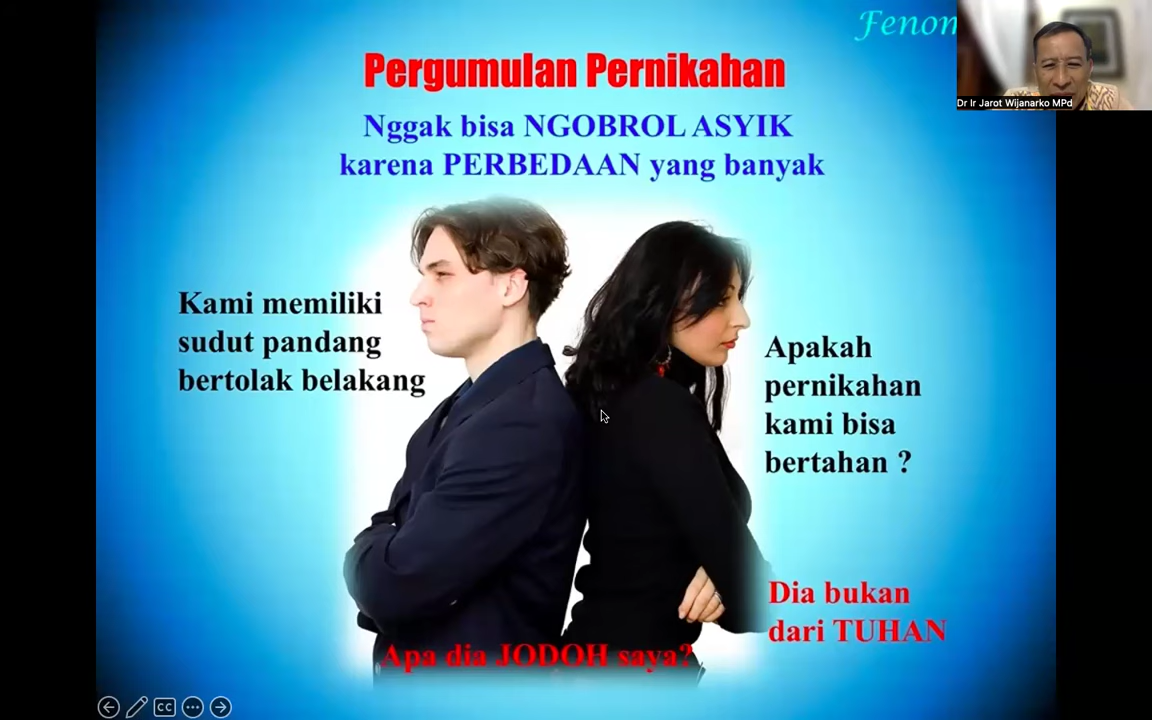 Fenom
Dr Ir Jarot Wijanarko MPd
Pergumulan Pernikahan
Nggak bisa NGOBROL ASYIK
karena PERBEDAAN yang banyak
Kami memiliki
sudut pandang
bertolak belakang
Apakah
pernikahan
kami bisa
bertahan ?
Dia bukan
dari TUHAN
Apa dia JODOH saya?
CC